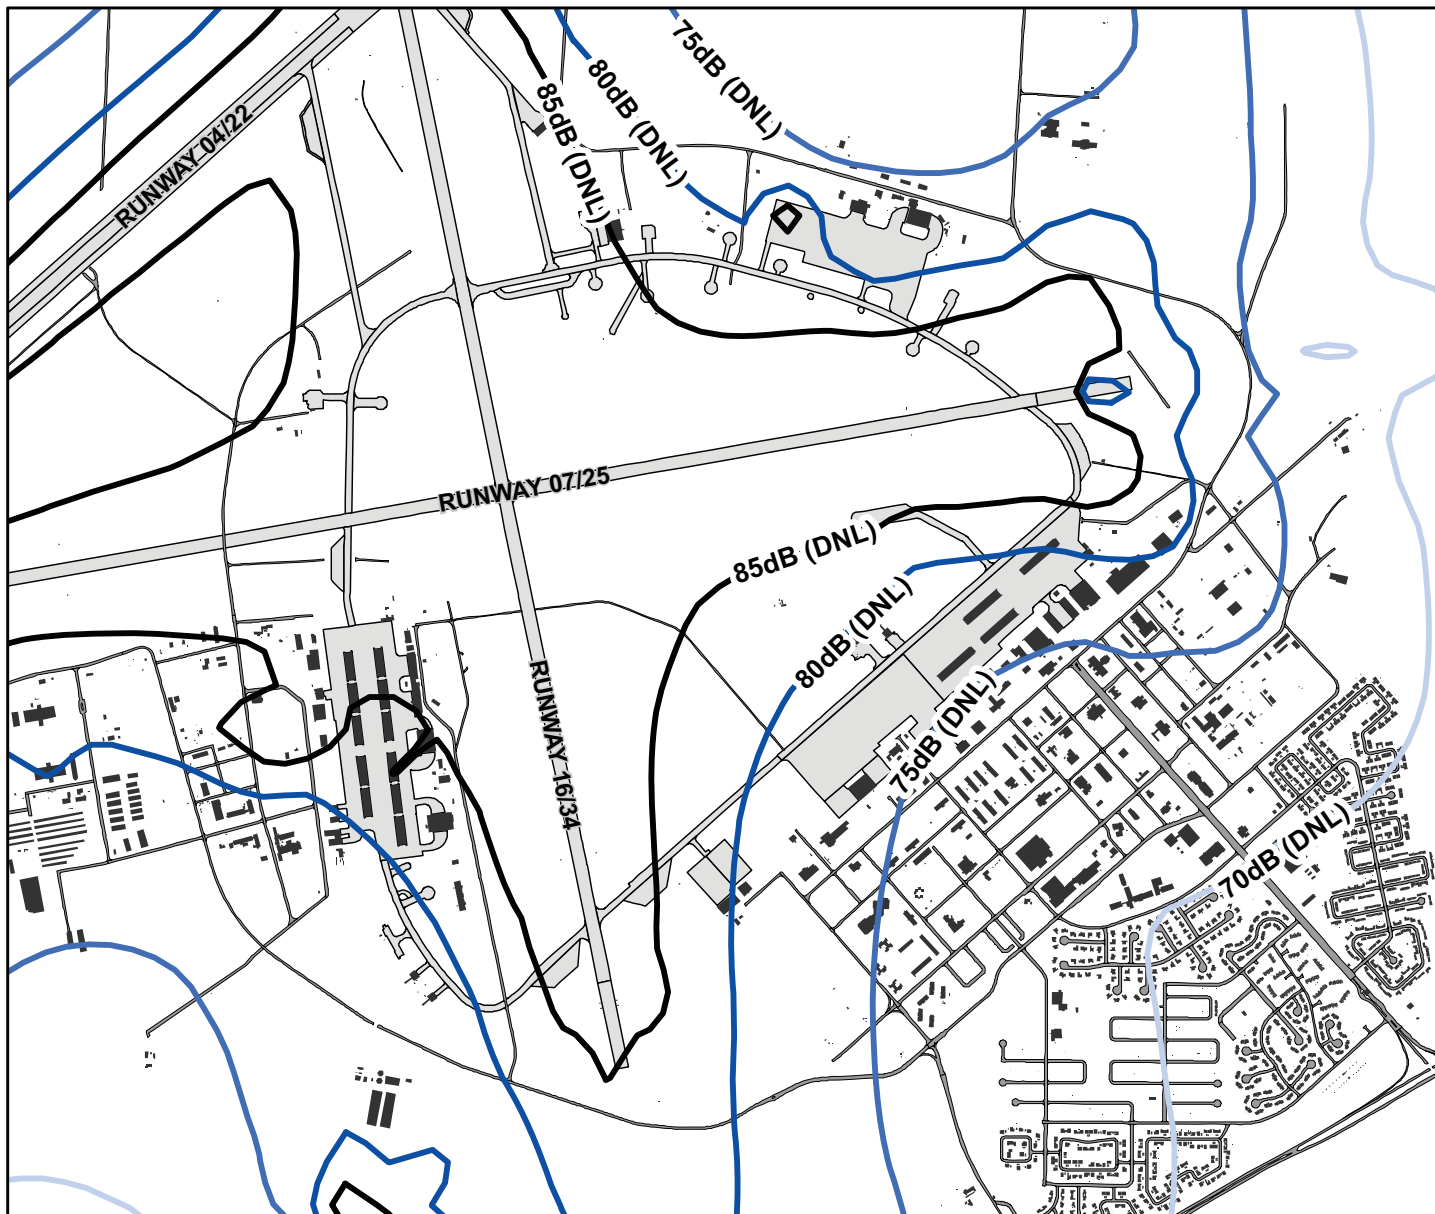 75dB (DNL)
80dB (DNL)
85dB (DNL)
RUNWAY 04/22
RUNWAY 07/25
85dB (DNL)
80dB (DNL)
75dB (DNL)
RUNWAY 16/34
70dB (DNL)